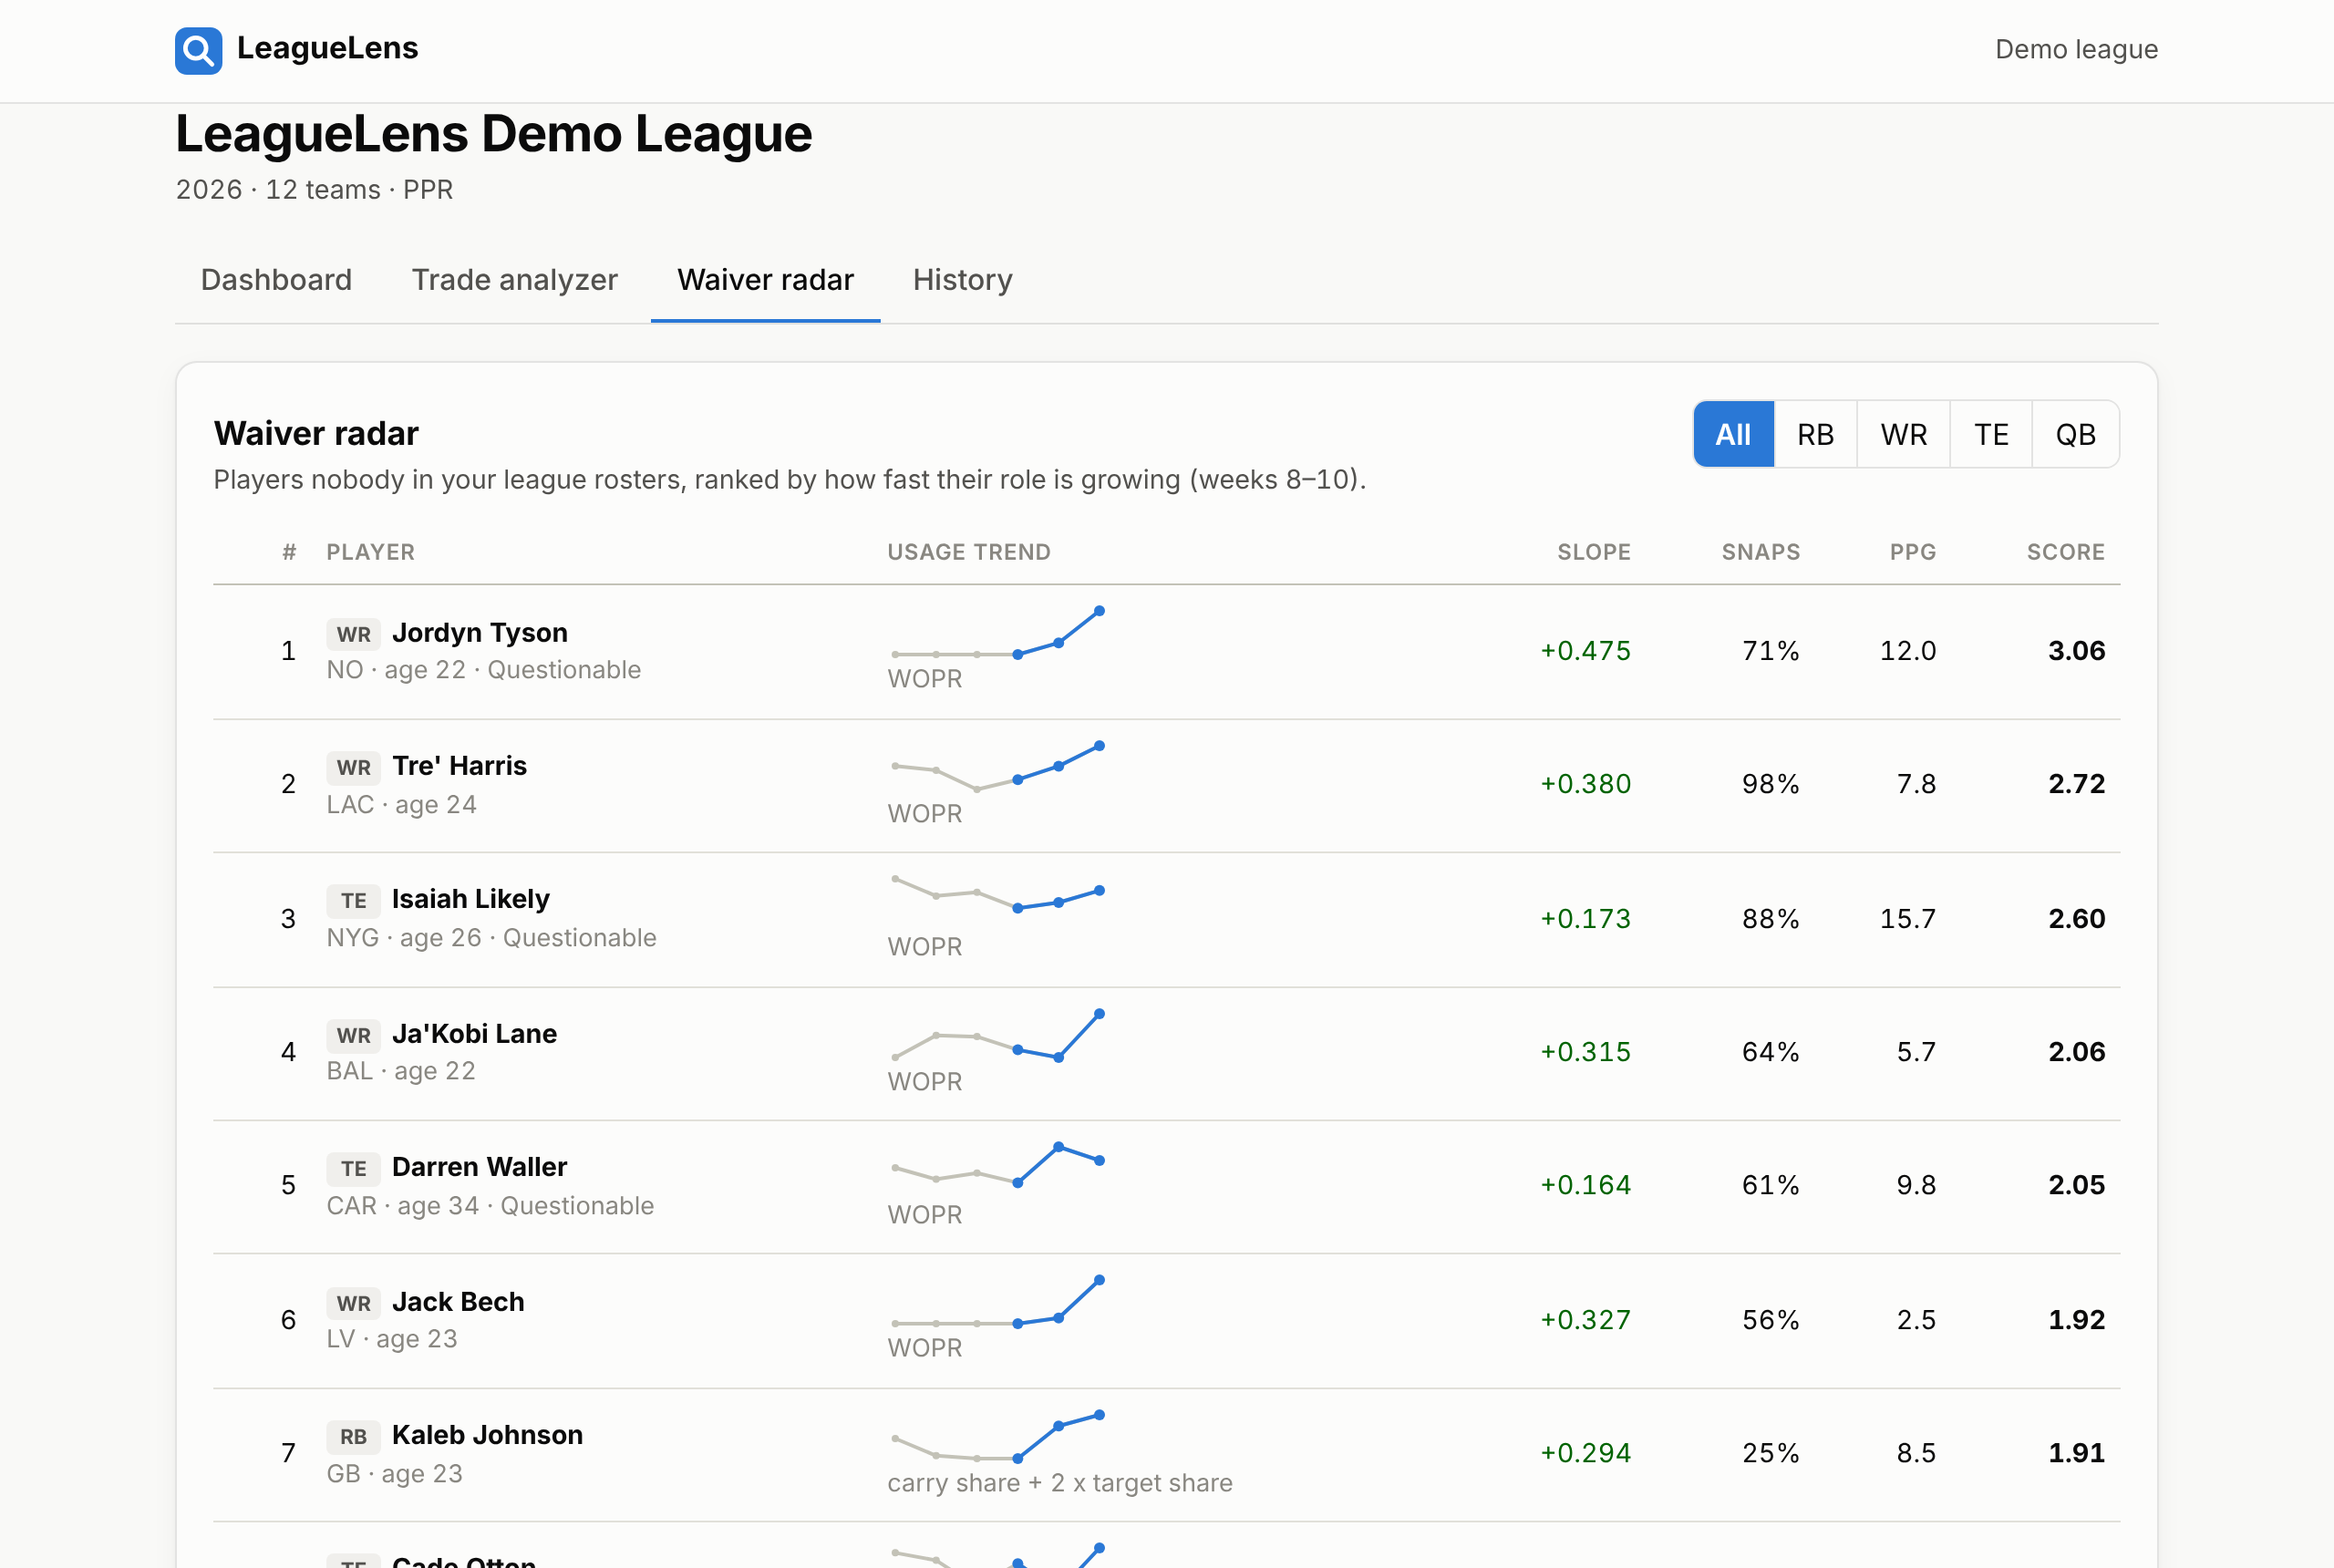 LeagueLens
Demo league
LeagueLens Demo League
2026 · 12 teams · PPR
Dashboard Trade analyzer Waiver radar History
Waiver radar
All RB WR TE QB
Players nobody in your league rosters, ranked by how fast their role is growing (weeks 8–10).
# PLAYER USAGE TREND SLOPE SNAPS PPG SCORE
1 WR Jordyn Tyson +0.475 71% 12.0 3.06
NO · age 22 · Questionable
WOPR
2 WR Tre' Harris +0.380 98% 7.8 2.72
LAC · age 24
WOPR
3 TE Isaiah Likely +0.173 88% 15.7 2.60
NYG · age 26 · Questionable
WOPR
4 WR Ja'Kobi Lane +0.315 64% 5.7 2.06
BAL · age 22
WOPR
5 TE Darren Waller +0.164 61% 9.8 2.05
CAR · age 34 · Questionable
WOPR
6 WR Jack Bech +0.327 56% 2.5 1.92
LV · age 23
WOPR
7 RB Kaleb Johnson +0.294 25% 8.5 1.91
GB · age 23
carry share + 2 x target share
TE Cade Otton